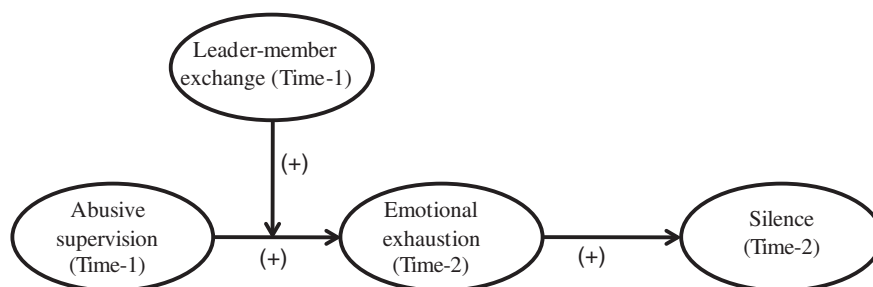 Leader-member
exchange (Time-1)
(+)
Abusive
supervision
(Time-1)
(+)
Emotional
exhaustion
(Time-2)
(+)
Silence
(Time-2)